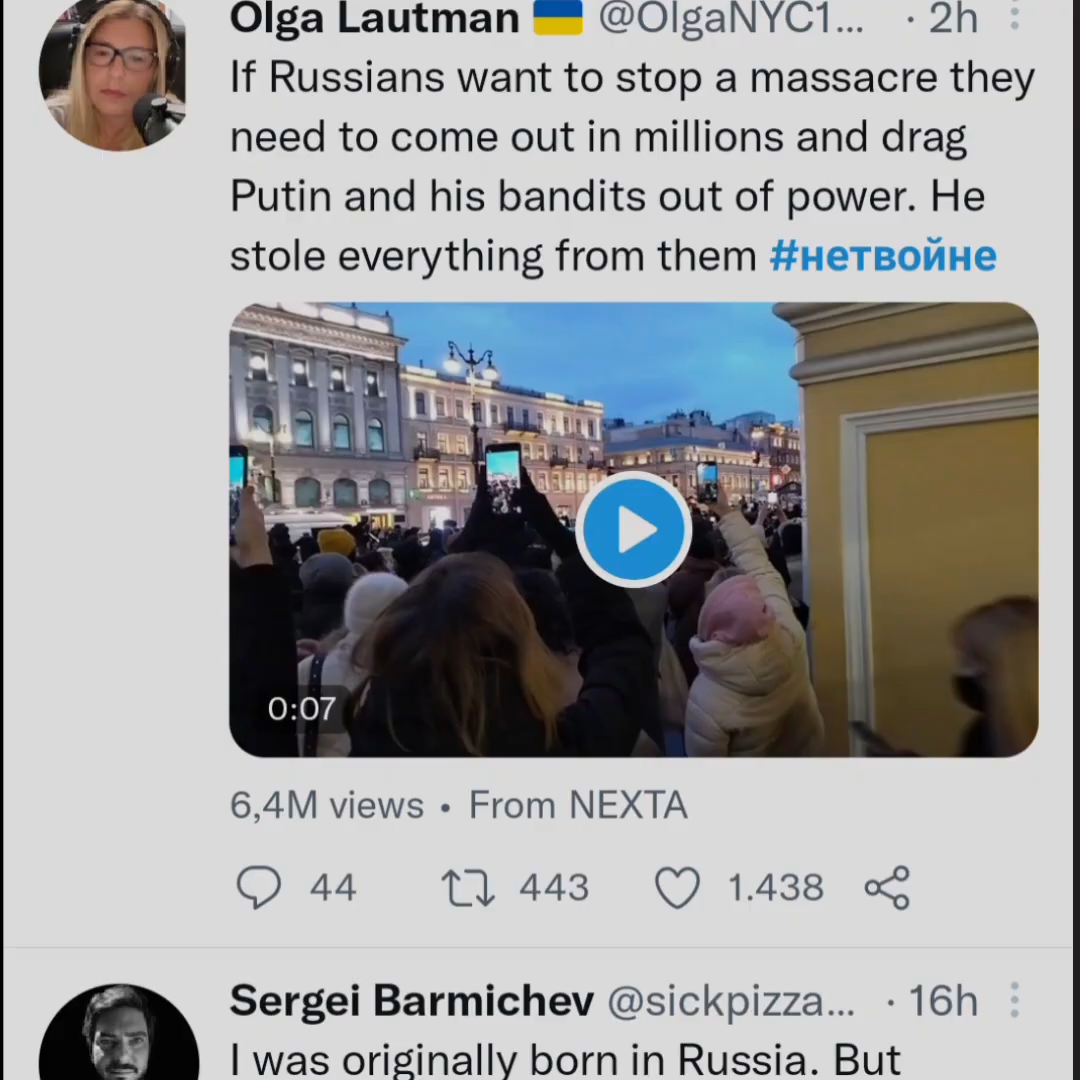 Olga Lautman 🇺🇦 @OlgaNYC1... · 2h
If Russians want to stop a massacre they
need to come out in millions and drag
Putin and his bandits out of power. He
stole everything from them #нетвойне
0:07
6,4M views • From NEXTA
44 443 1.438
Sergei Barmichev @sickpizza... · 16h
I was originally born in Russia. But